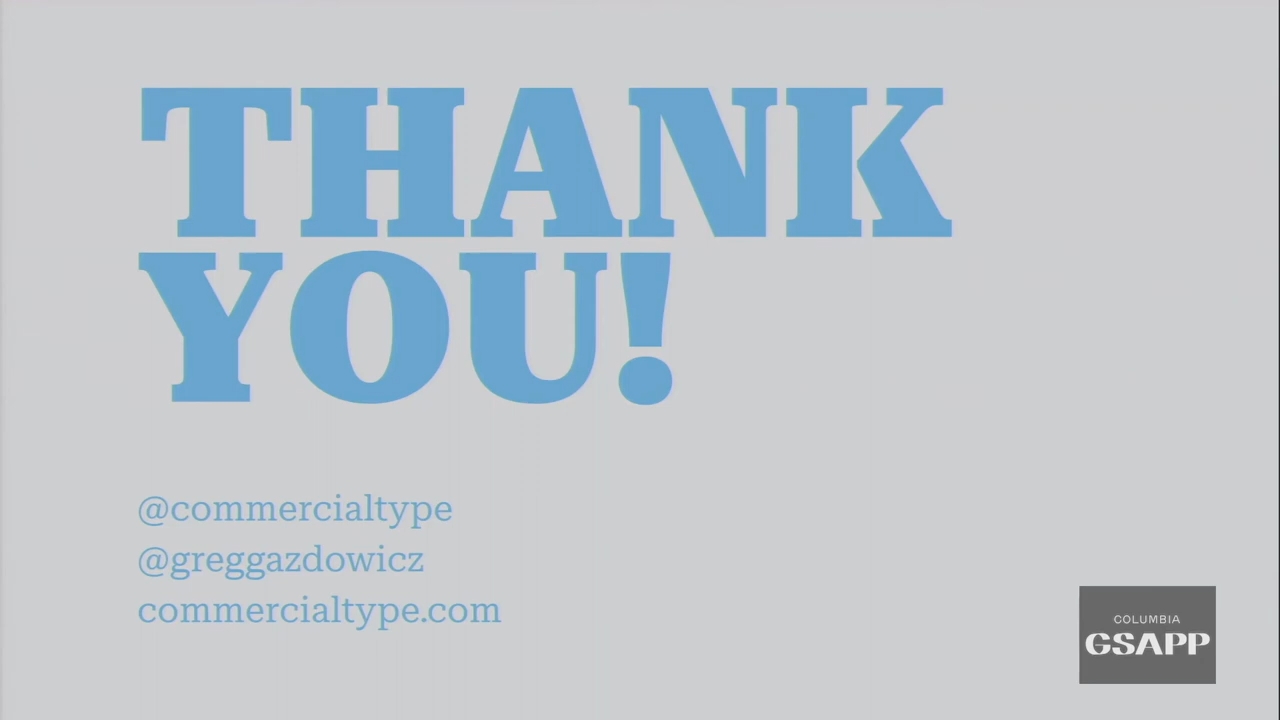 THANK
YOU!
@commercialtype
@greggazdowicz
commercialtype.com
COLUMBIA
GSAPP